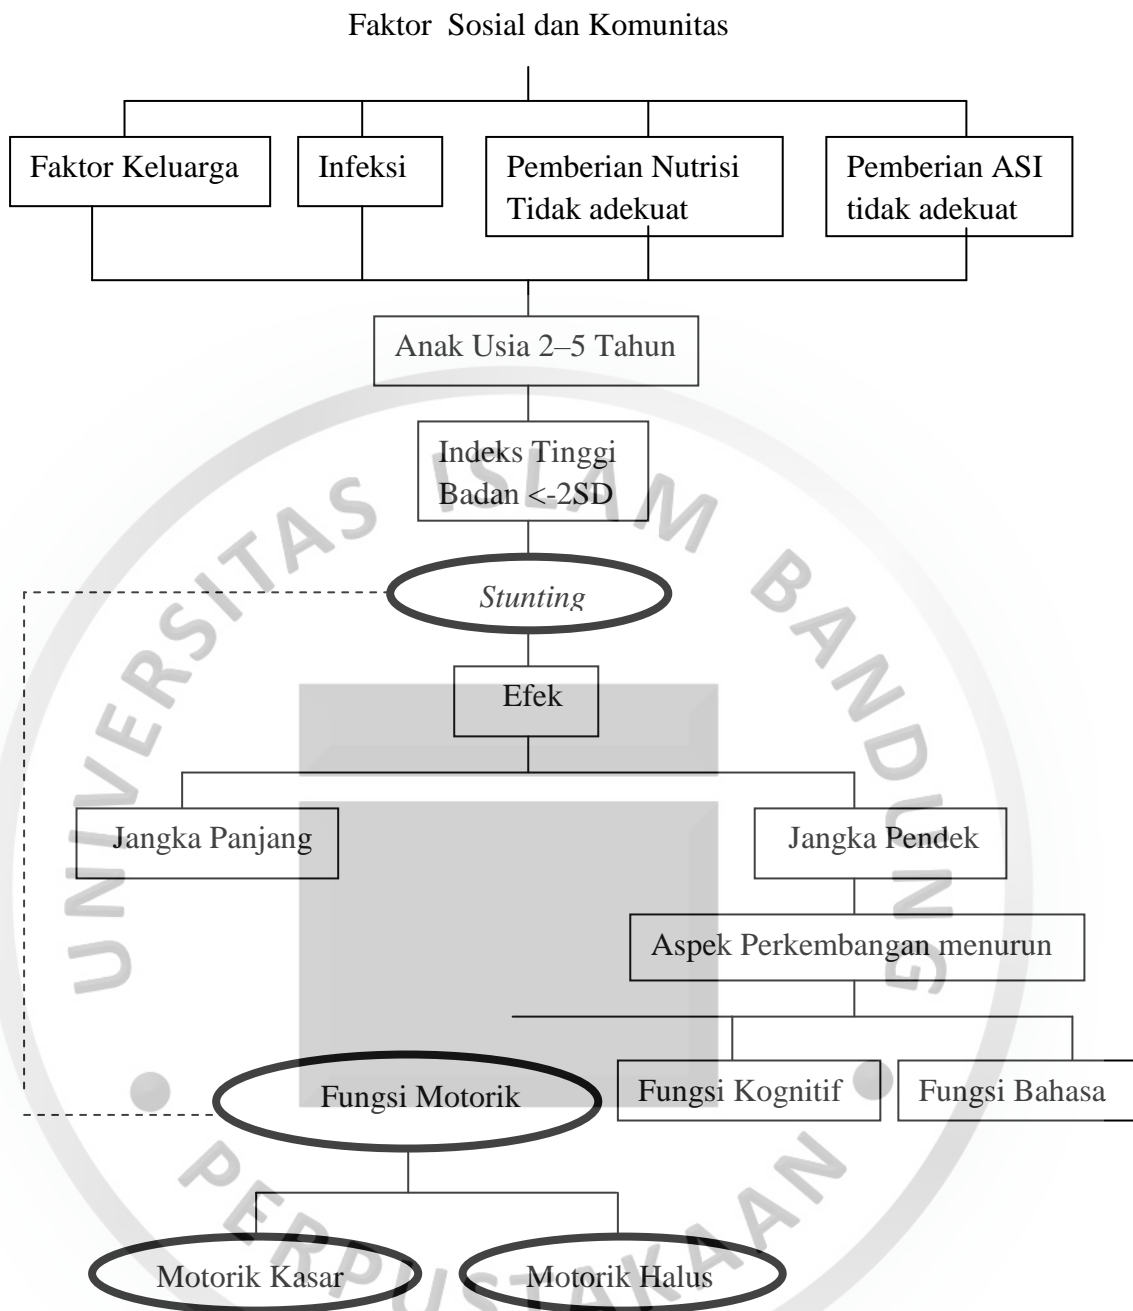 Faktor  Sosial dan Komunitas
Faktor Keluarga
Infeksi
Pemberian Nutrisi
Tidak adekuat
Pemberian ASI
tidak adekuat
Anak Usia 2–5 Tahun
Indeks Tinggi
Badan <-2SD
Stunting
Efek
Jangka Panjang
Jangka Pendek
Aspek Perkembangan menurun
Fungsi Motorik
Fungsi Kognitif
Fungsi Bahasa
Motorik Kasar
Motorik Halus
UNIVERSITAS ISLAM BANDUNG
PERPUSTAKAAN